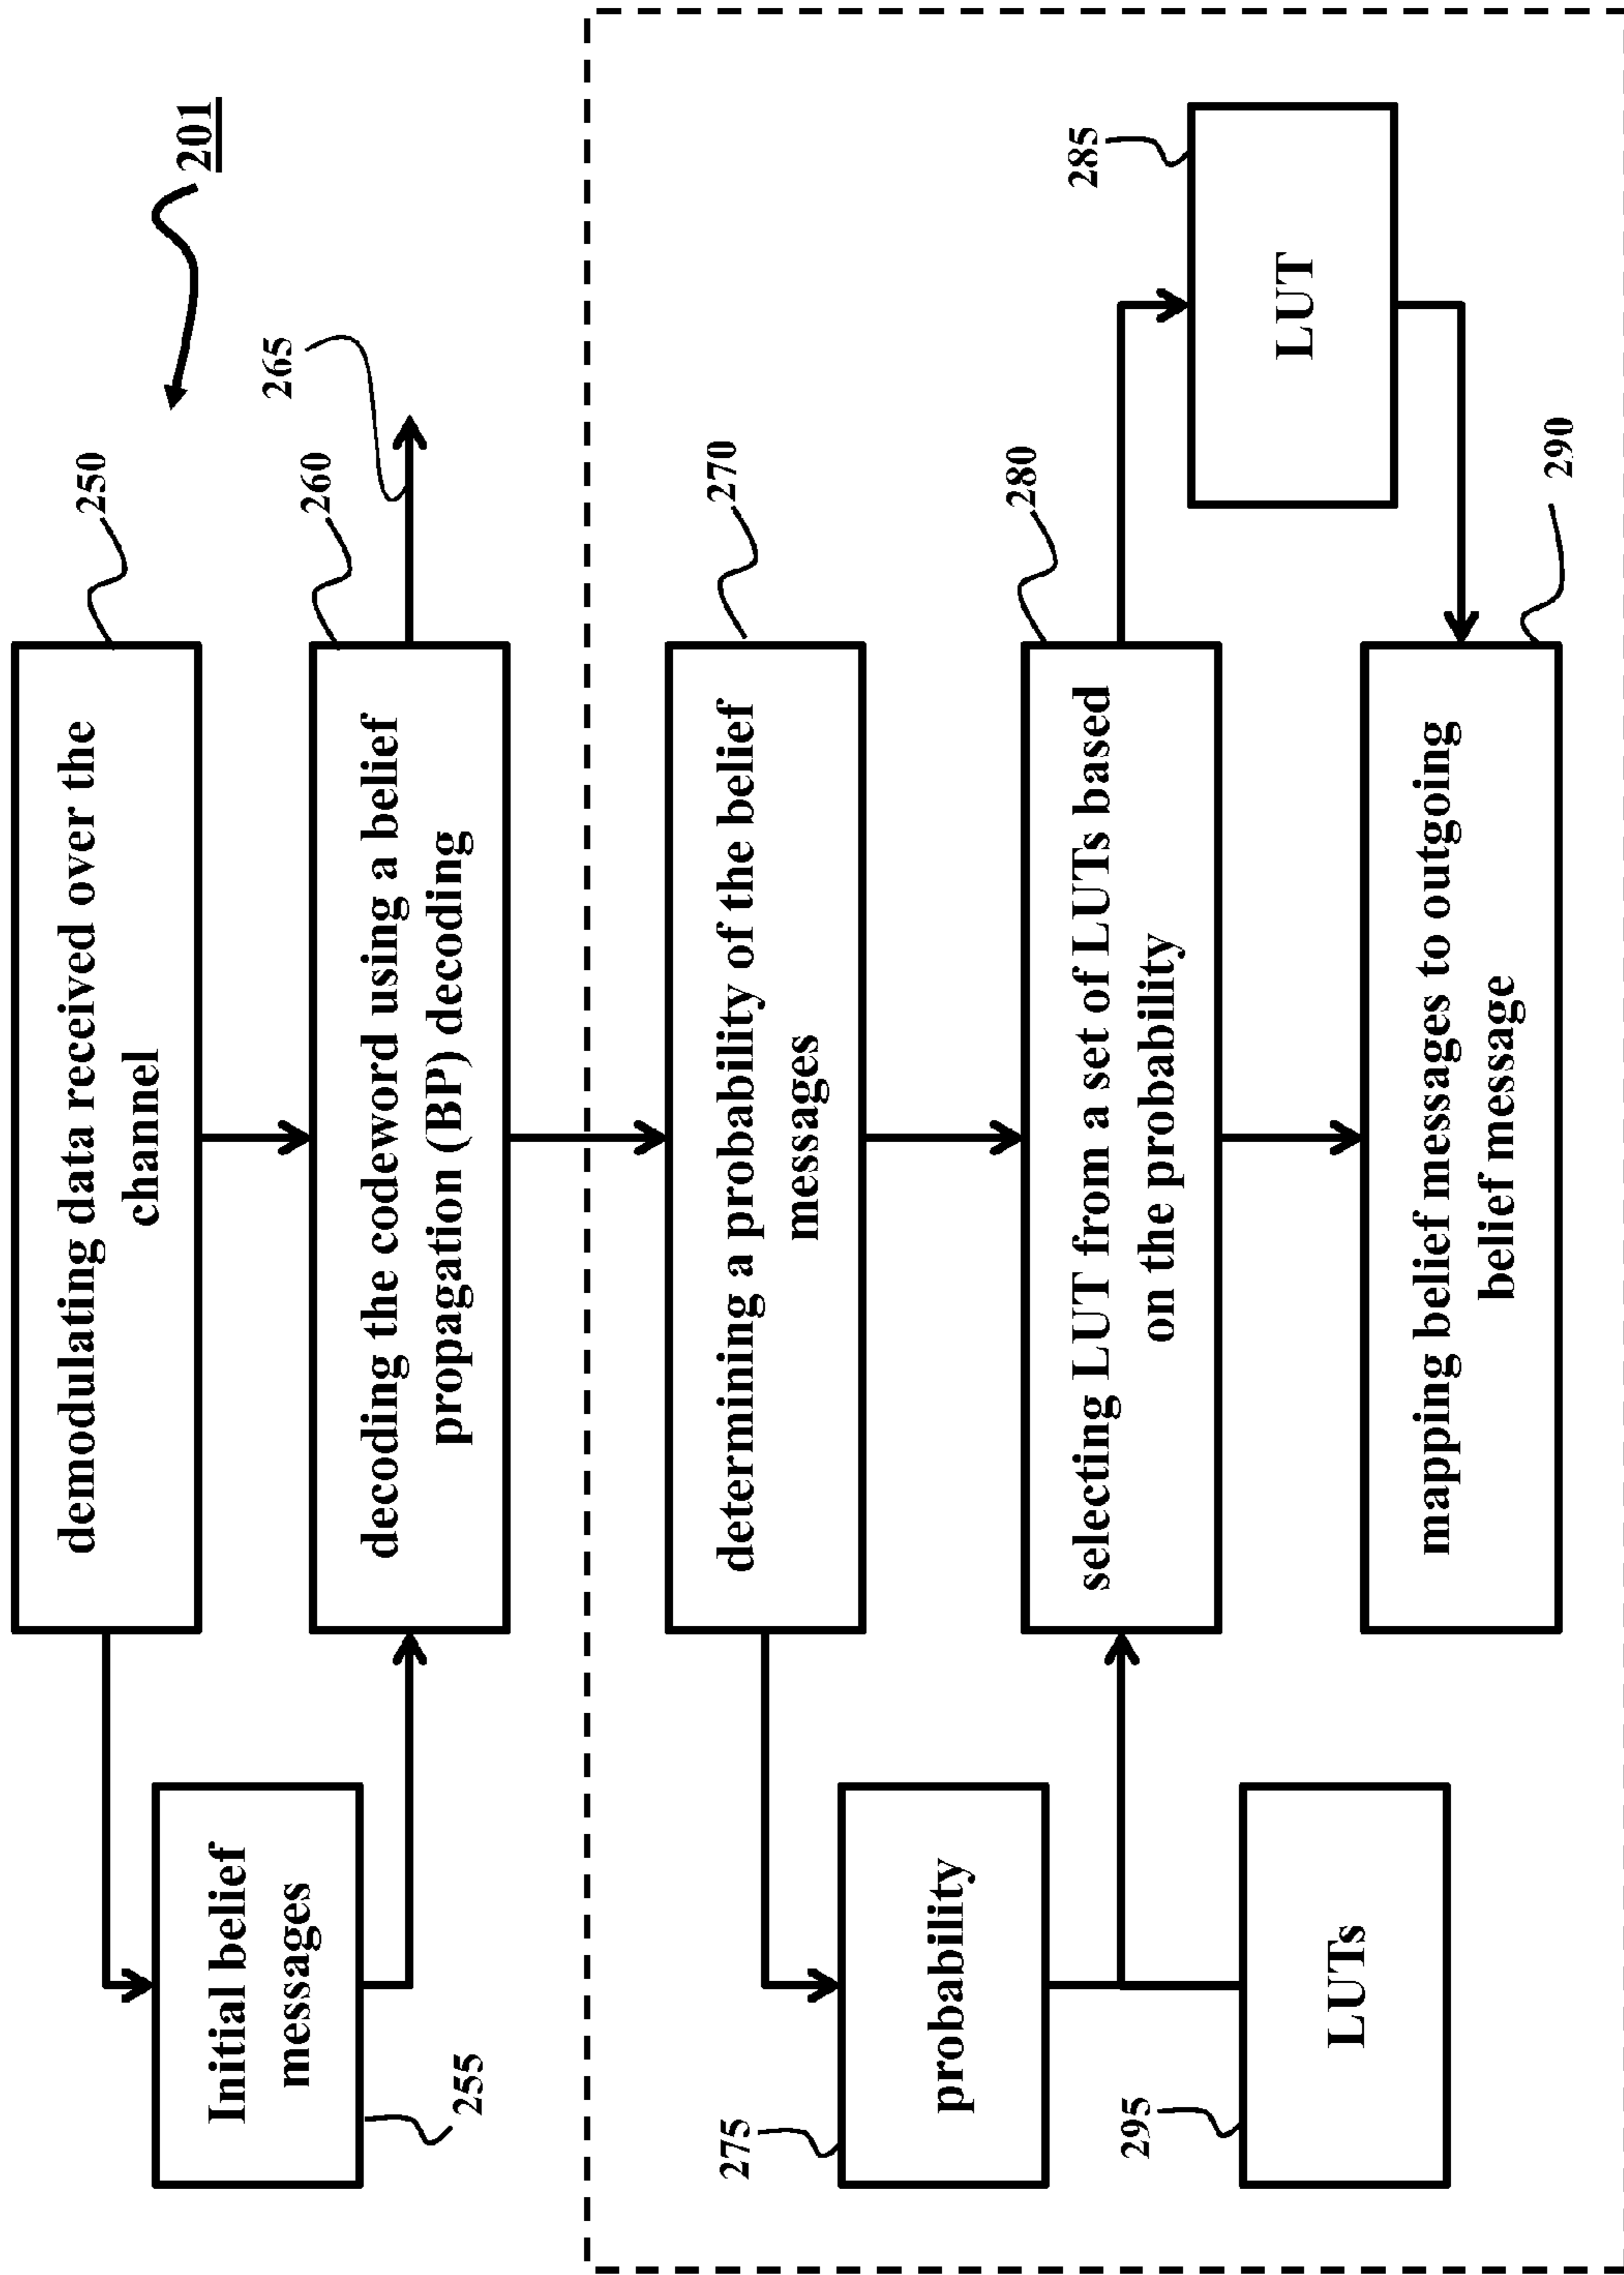 201
250
demodulating data received over the
channel
Initial belief
messages
255
260
decoding the codeword using a belief
propagation (BP) decoding
265
270
determining a probability of the belief
messages
275
probability
280
selecting LUT from a set of LUTs based
on the probability
285
LUT
295
LUTs
290
mapping belief messages to outgoing
belief message